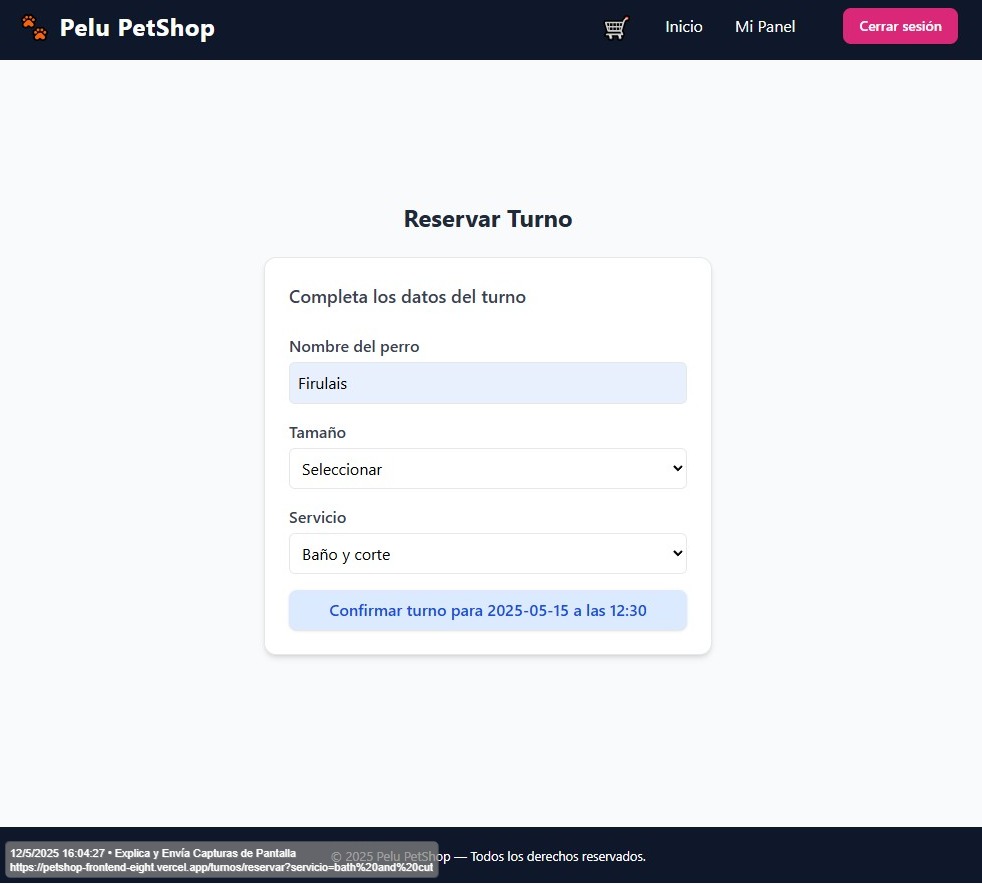 Pelu PetShop
Inicio
Mi Panel
Cerrar sesión
Reservar Turno
Completa los datos del turno
Nombre del perro
Firulais
Tamaño
Seleccionar
Servicio
Baño y corte
Confirmar turno para 2025-05-15 a las 12:30
© 2025 Pelu PetShop — Todos los derechos reservados.
12/5/2025 16:04:27 • Explica y Envía Capturas de Pantalla
https://petshop-frontend-eight.vercel.app/turnos/reservar?servicio=bath%20and%20cut